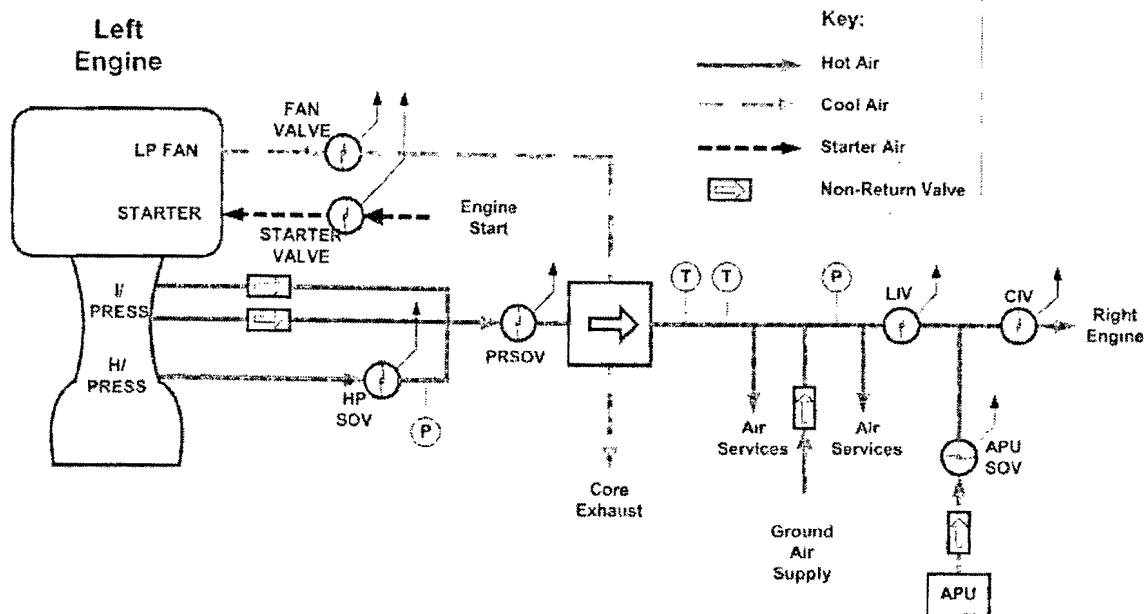 Left
Engine
Key:
Hot Air
Cool Air
Starter Air
Non-Return Valve
FAN
VALVE
LP FAN
STARTER
STARTER
VALVE
Engine
Start
I/
PRESS
H/
PRESS
HP
SOV
P
PRSOV
T
T
P
LIV
CIV
Right
Engine
Air
Services
Air
Services
APU
SOV
Core
Exhaust
Ground
Air
Supply
APU